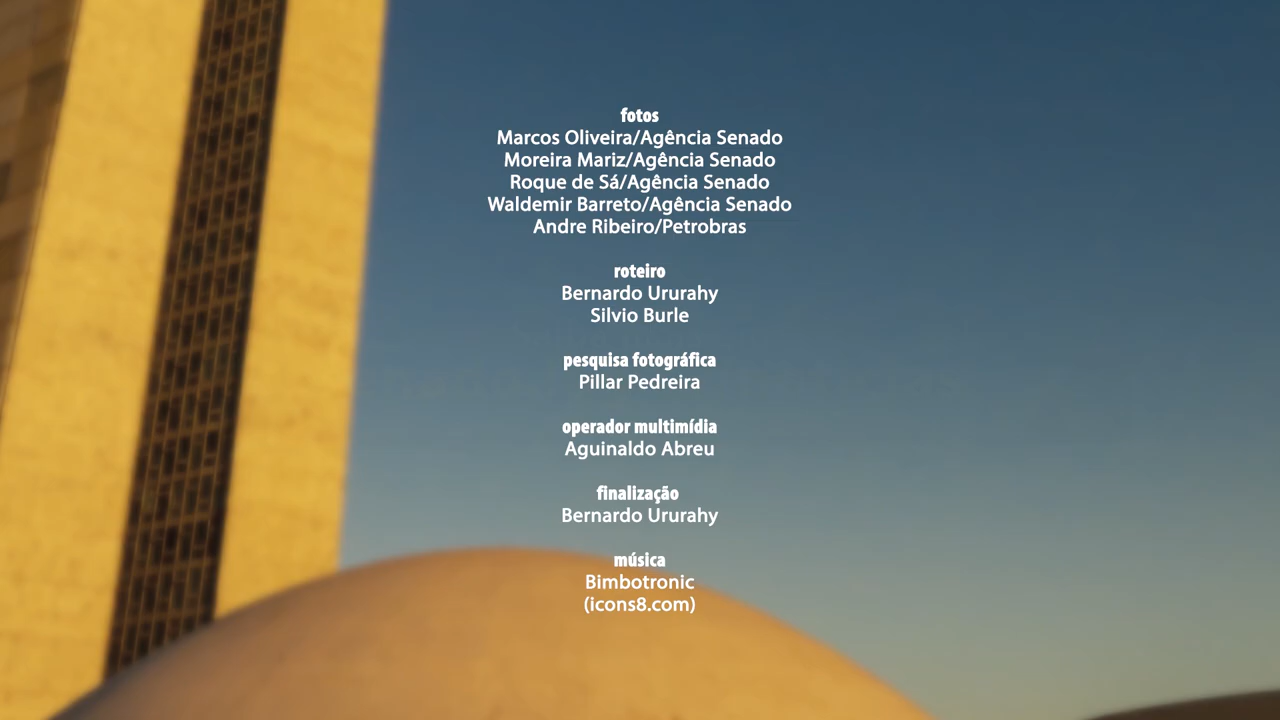 fotos
Marcos Oliveira/Agência Senado
Moreira Mariz/Agência Senado
Roque de Sá/Agência Senado
Waldemir Barreto/Agência Senado
Andre Ribeiro/Petrobras
roteiro
Bernardo Ururahy
Silvio Burle
pesquisa fotográfica
Pillar Pedreira
operador multimídia
Aguinaldo Abreu
finalização
Bernardo Ururahy
música
Bimbotronic
(icons8.com)